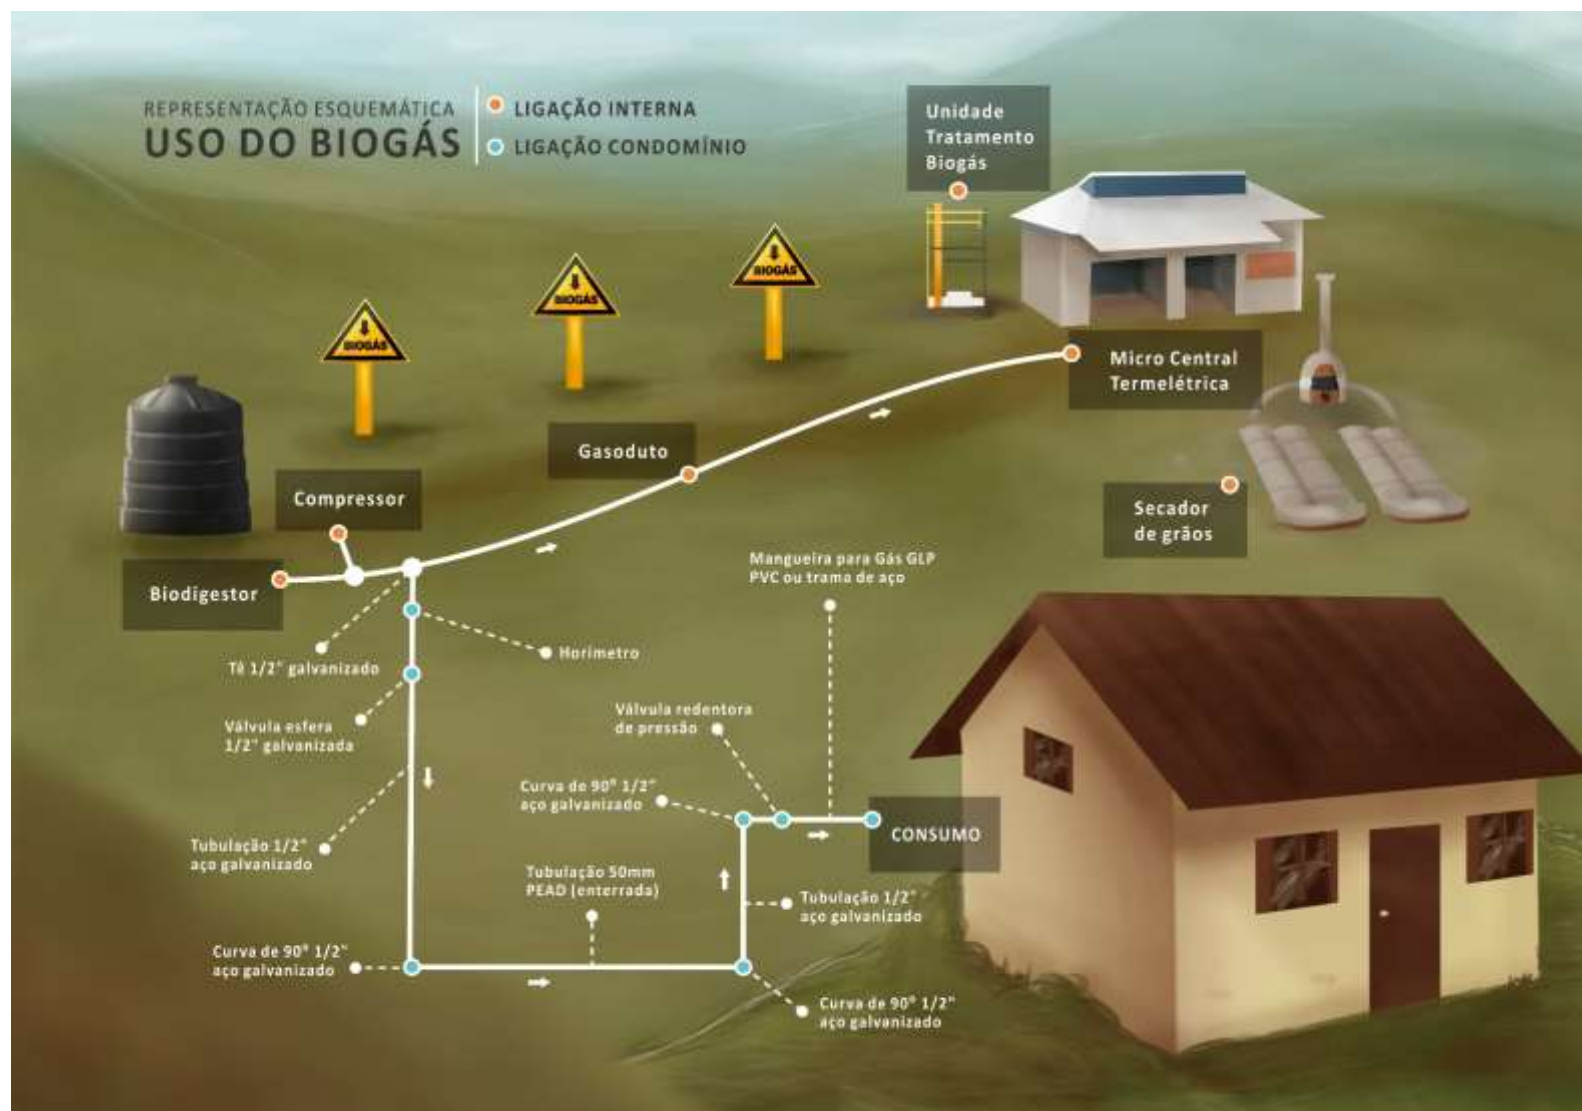 REPRESENTAÇÃO ESQUEMÁTICA
USO DO BIOGÁS
LIGAÇÃO INTERNA
LIGAÇÃO CONDOMÍNIO
Unidade
Tratamento
Biogás
BIOGÁS
BIOGÁS
BIOGÁS
Micro Central
Termelétrica
Gasoduto
Compressor
Secador
de grãos
Biodigestor
Mangueira para Gás GLP
PVC ou trama de aço
Tê 1/2" galvanizado
Horímetro
Válvula esfera
1/2" galvanizada
Válvula redentora
de pressão
Curva de 90º 1/2"
aço galvanizado
CONSUMO
Tubulação 1/2"
aço galvanizado
Tubulação 50mm
PEAD (enterrada)
Tubulação 1/2"
aço galvanizado
Curva de 90º 1/2"
aço galvanizado
Curva de 90º 1/2"
aço galvanizado